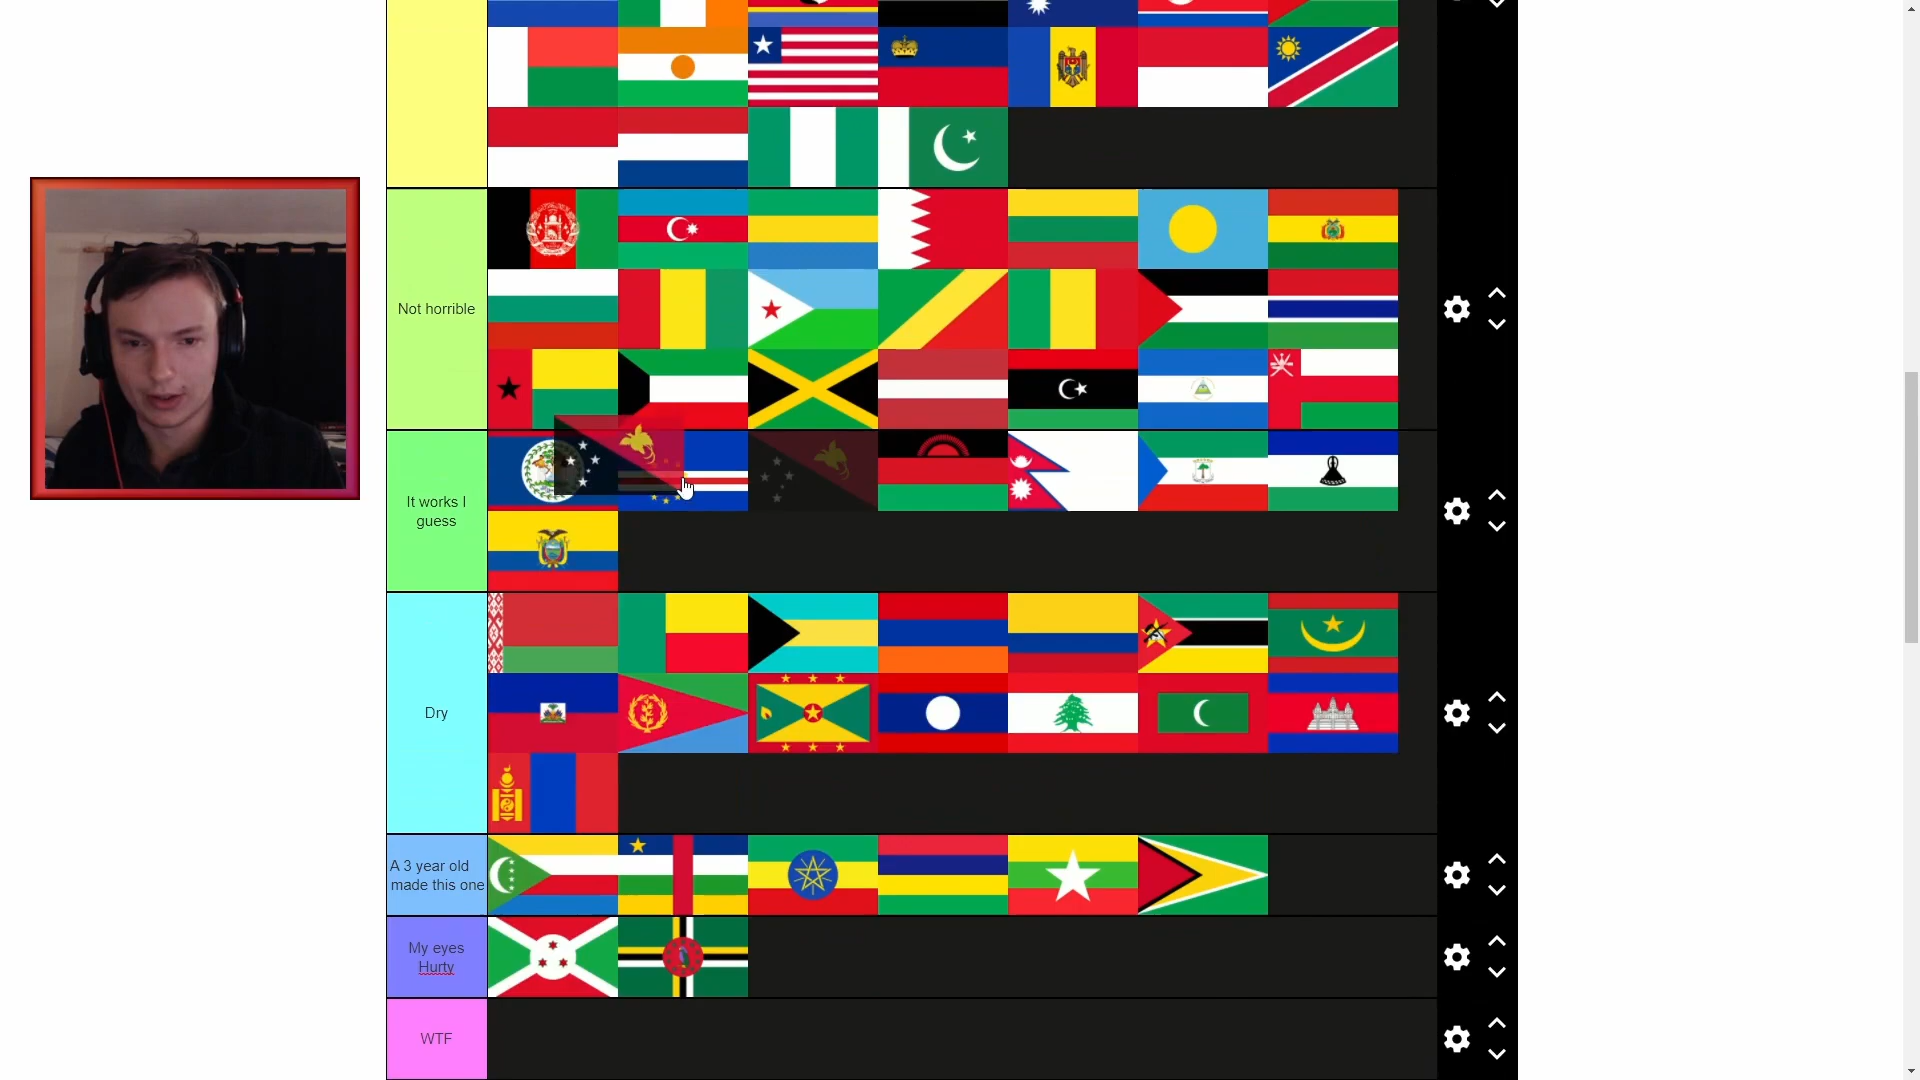 Not horrible
It works I
guess
Dry
A 3 year old
made this one
My eyes
Hurty
WTF